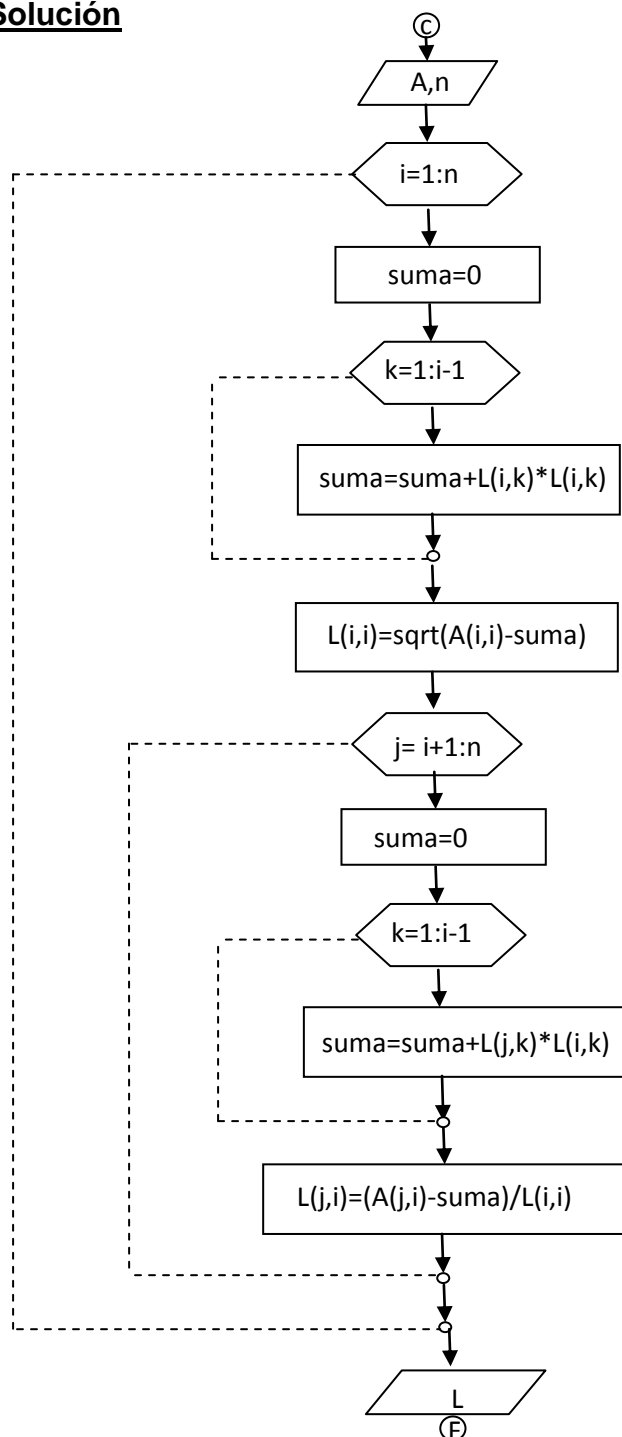 Solución
C
A,n
i=1:n
suma=0
k=1:i-1
suma=suma+L(i,k)*L(i,k)
L(i,i)=sqrt(A(i,i)-suma)
j= i+1:n
suma=0
k=1:i-1
suma=suma+L(j,k)*L(i,k)
L(j,i)=(A(j,i)-suma)/L(i,i)
L
F